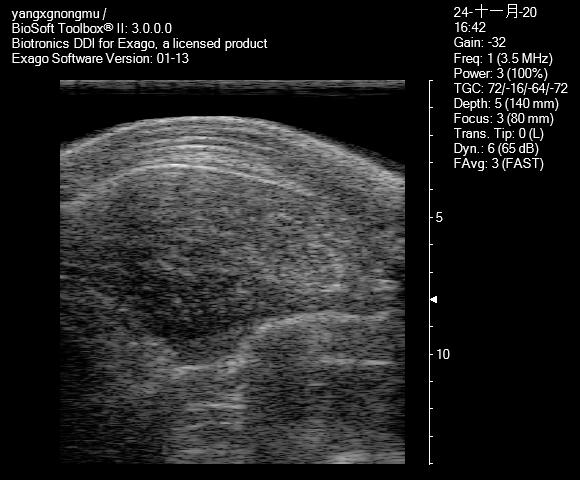 yangxgnongmu /
BioSoft Toolbox® II: 3.0.0.0
Biotronics DDI for Exago, a licensed product
Exago Software Version: 01-13
24-十一月-20
16:42
Gain: -32
Freq: 1 (3.5 MHz)
Power: 3 (100%)
TGC: 72/-16/-64/-72
Depth: 5 (140 mm)
Focus: 3 (80 mm)
Trans. Tip: 0 (L)
Dyn.: 6 (65 dB)
FAvg: 3 (FAST)
5
10